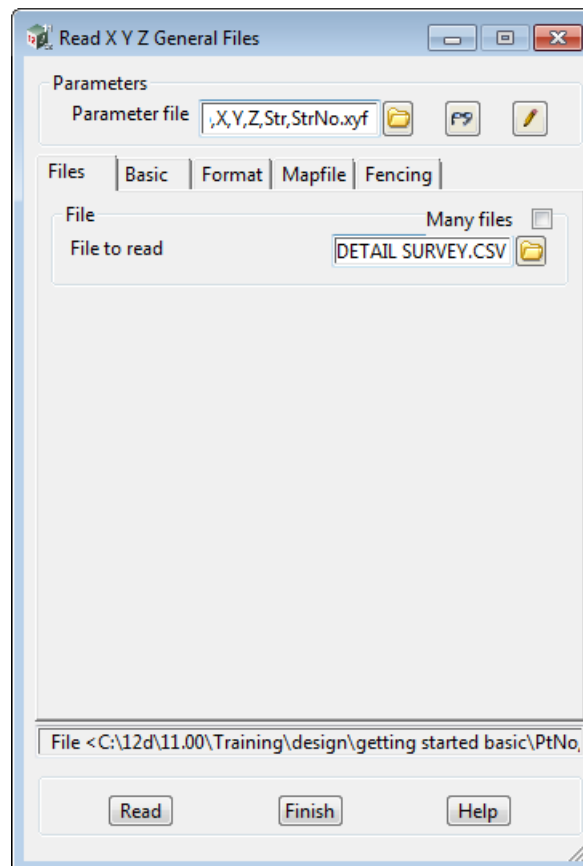 Read X Y Z General Files
Parameters
Parameter file ,X,Y,Z,Str,StrNo.xyf F9
Files Basic Format Mapfile Fencing
File Many files
File to read DETAIL SURVEY.CSV
File <C:\12d\11.00\Training\design\getting started basic\PtNo,
Read Finish Help